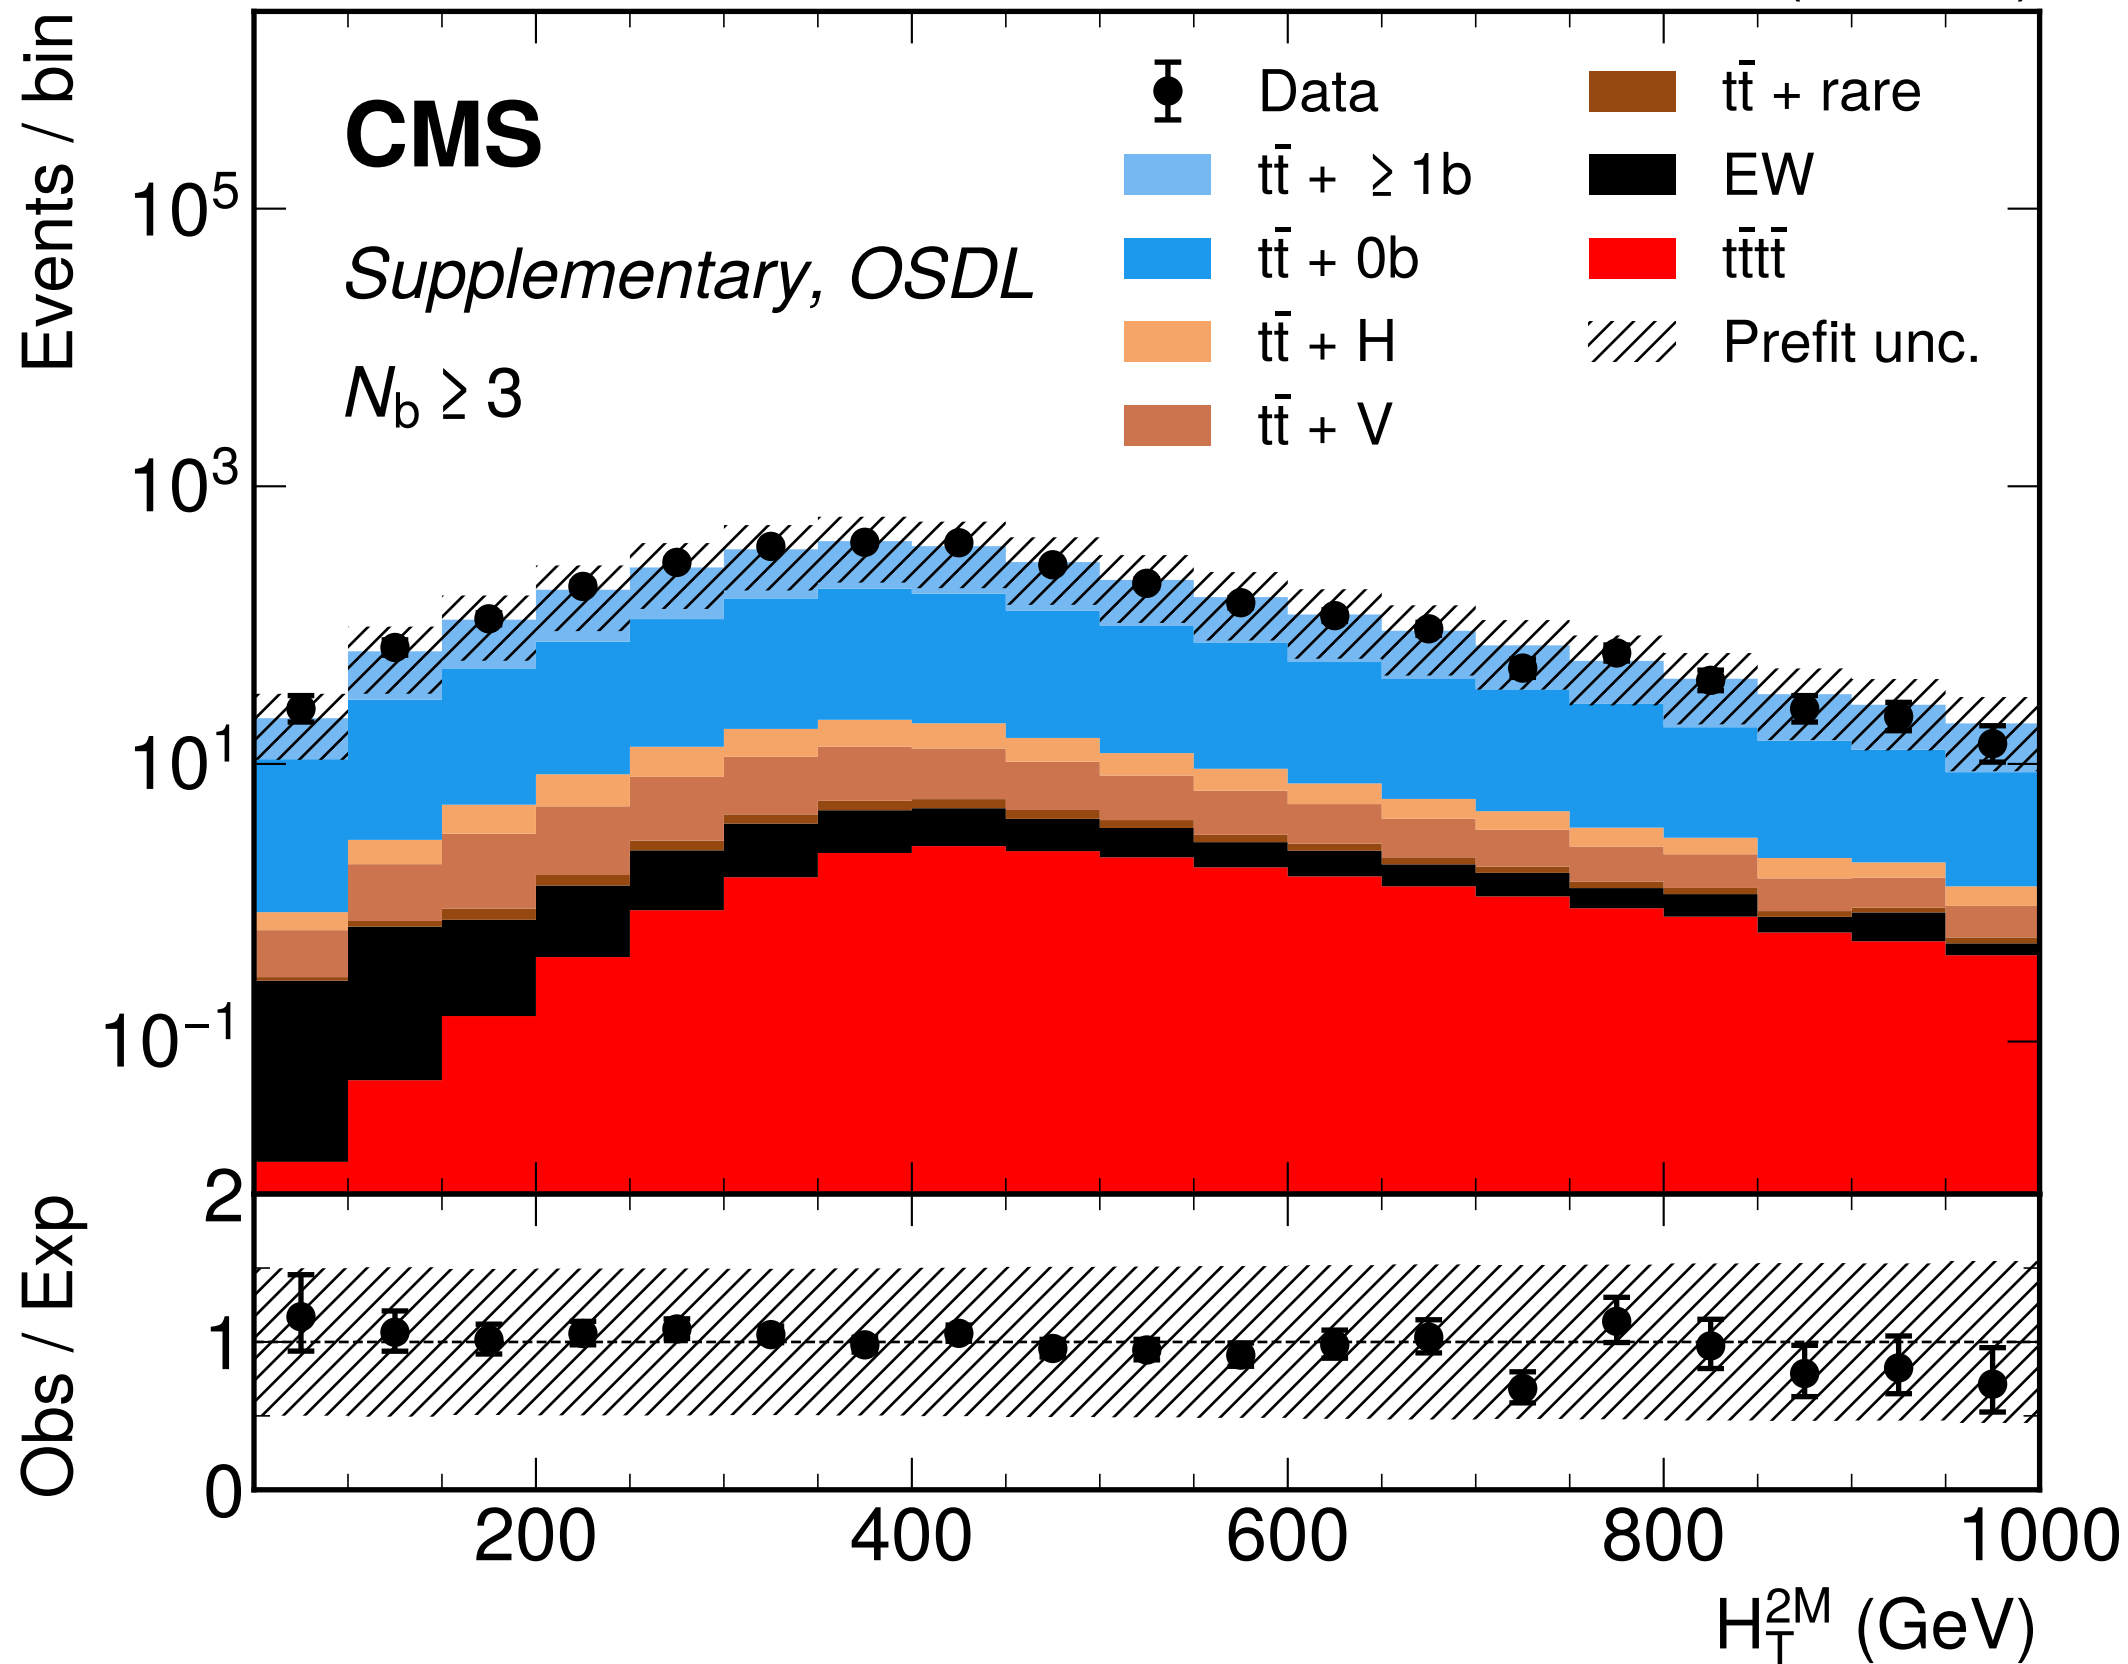 Events / bin
CMS
Supplementary, OSDL
N_b ≥ 3
Data
tt̄ + ≥ 1b
tt̄ + 0b
tt̄ + H
tt̄ + V
tt̄ + rare
EW
tt̄tt̄
Prefit unc.
10^5
10^3
10^1
10^−1
Obs / Exp
2
1
0
200 400 600 800 1000
H_T^2M (GeV)